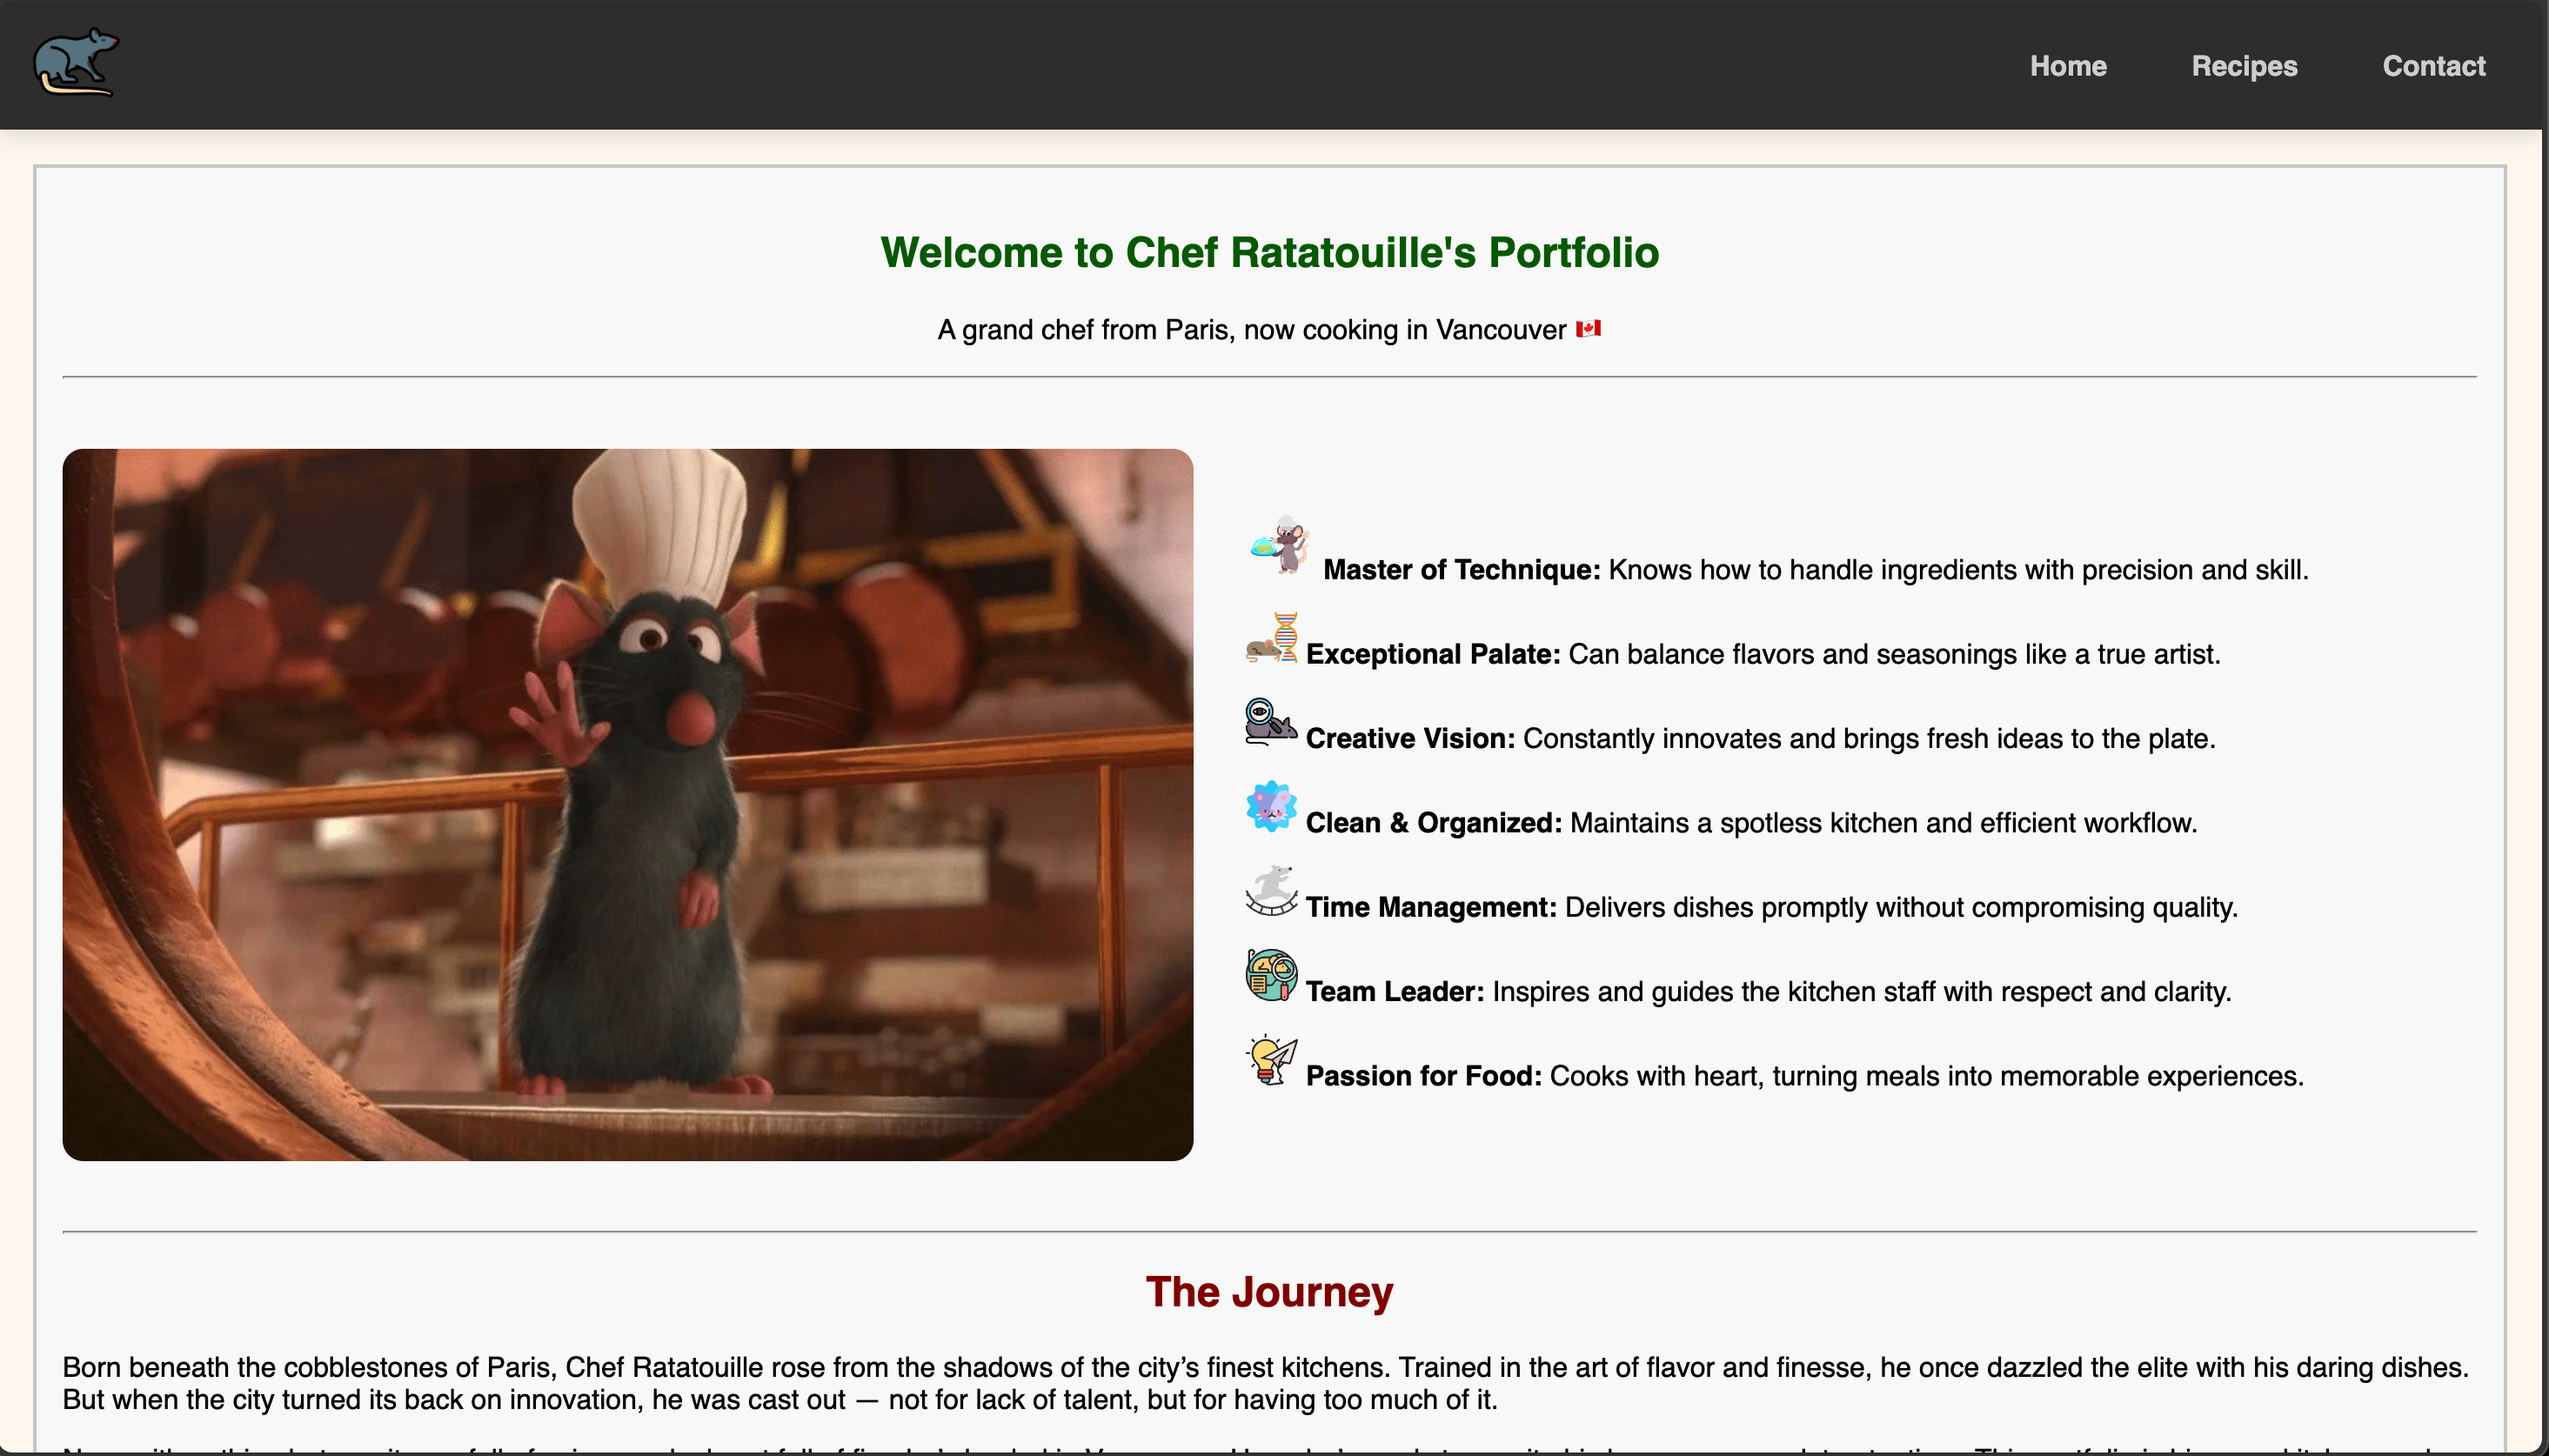 Home Recipes Contact
Welcome to Chef Ratatouille's Portfolio
A grand chef from Paris, now cooking in Vancouver 🇨🇦
Master of Technique: Knows how to handle ingredients with precision and skill.
Exceptional Palate: Can balance flavors and seasonings like a true artist.
Creative Vision: Constantly innovates and brings fresh ideas to the plate.
Clean & Organized: Maintains a spotless kitchen and efficient workflow.
Time Management: Delivers dishes promptly without compromising quality.
Team Leader: Inspires and guides the kitchen staff with respect and clarity.
Passion for Food: Cooks with heart, turning meals into memorable experiences.
The Journey
Born beneath the cobblestones of Paris, Chef Ratatouille rose from the shadows of the city’s finest kitchens. Trained in the art of flavor and finesse, he once dazzled the elite with his daring dishes.
But when the city turned its back on innovation, he was cast out — not for lack of talent, but for having too much of it.